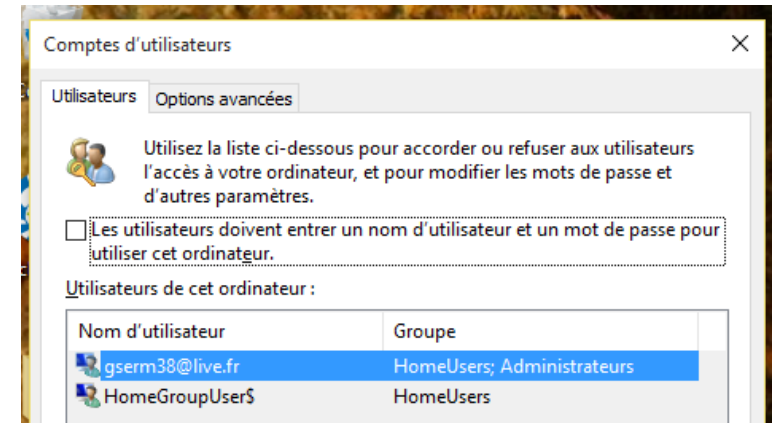 Comptes d'utilisateurs
Utilisateurs Options avancées
Utilisez la liste ci-dessous pour accorder ou refuser aux utilisateurs
l'accès à votre ordinateur, et pour modifier les mots de passe et
d'autres paramètres.
Les utilisateurs doivent entrer un nom d'utilisateur et un mot de passe pour
utiliser cet ordinateur.
Utilisateurs de cet ordinateur :
Nom d'utilisateur Groupe
gserm38@live.fr HomeUsers; Administrateurs
HomeGroupUser$ HomeUsers